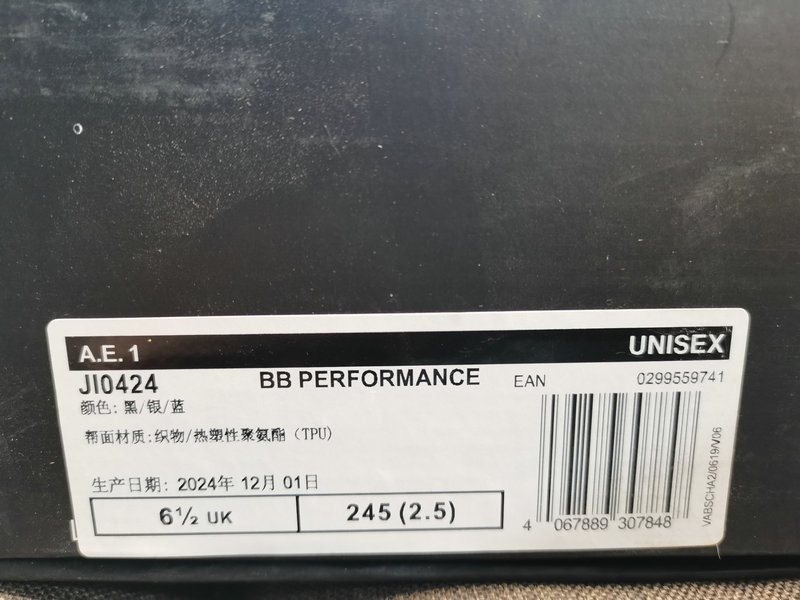 A.E. 1 UNISEX
JI0424 BB PERFORMANCE EAN 0299559741
颜色: 黑/银/蓝
帮面材质:织物/热塑性聚氨酯（TPU）
生产日期: 2024年 12月 01日
6½ UK 245 (2.5)
4 067889 307848
VABSCHA2/0619/V06